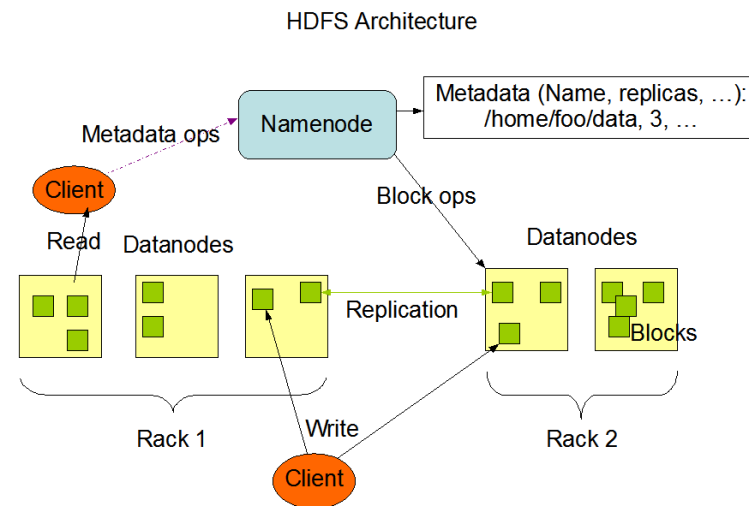 HDFS Architecture
Metadata (Name, replicas, …):
/home/foo/data, 3, …
Namenode
Metadata ops
Client
Block ops
Read
Datanodes
Datanodes
Replication
Blocks
Rack 1
Write
Rack 2
Client